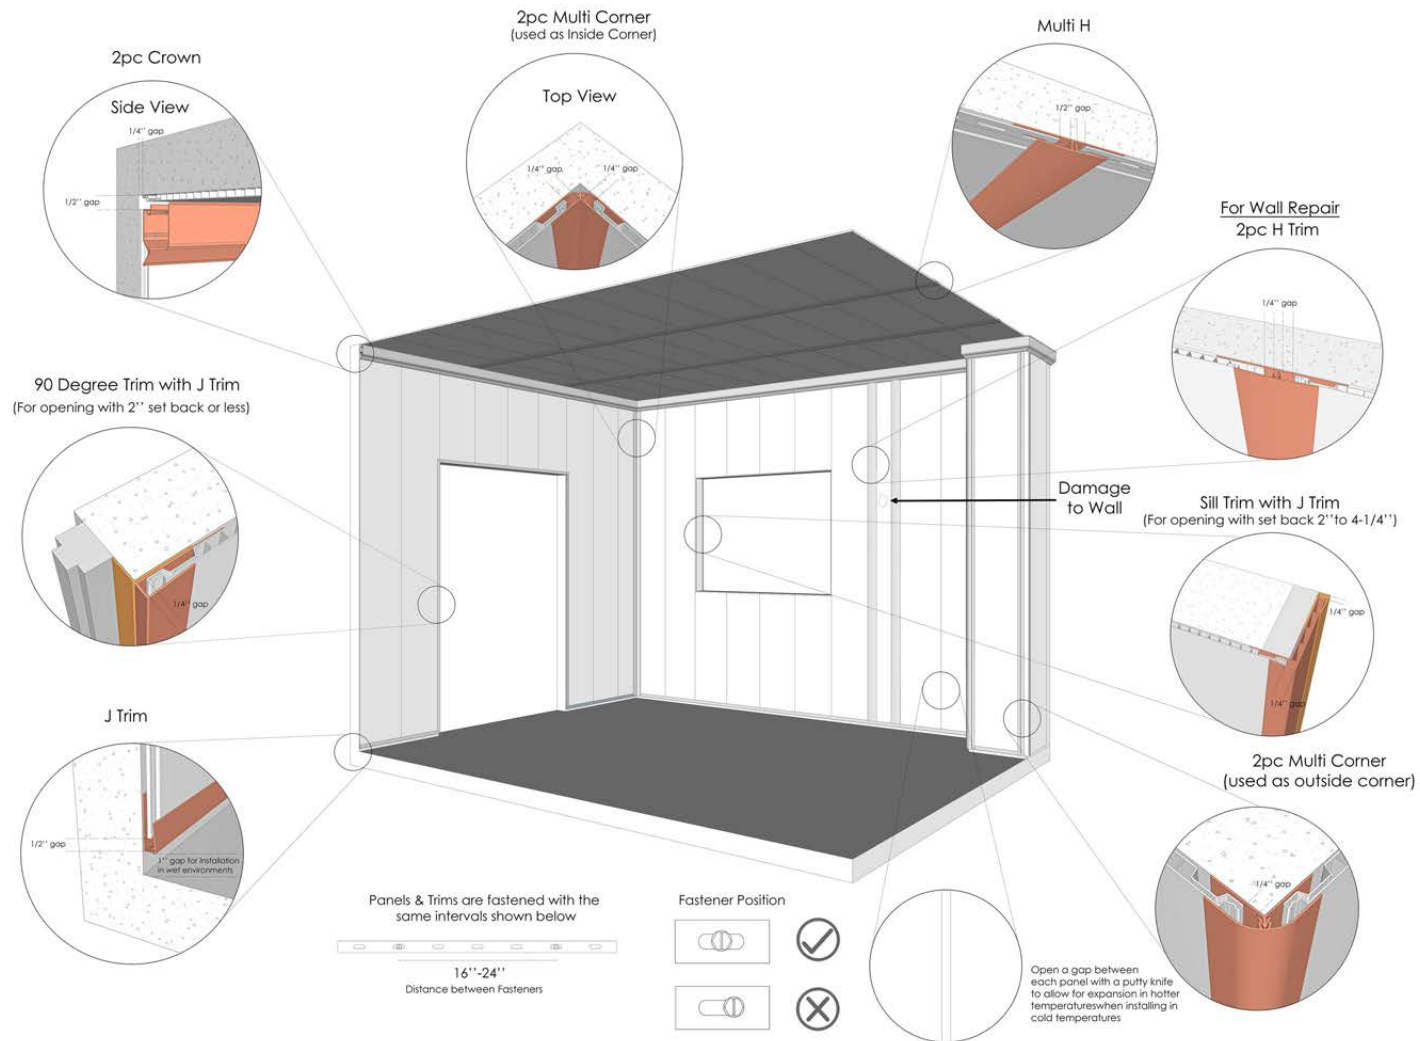 2pc Crown
Side View
1/4'' gap
1/2'' gap
2pc Multi Corner
(used as Inside Corner)
Top View
1/4'' gap
1/4'' gap
Multi H
1/2'' gap
For Wall Repair
2pc H Trim
1/4'' gap
90 Degree Trim with J Trim
(For opening with 2'' set back or less)
1/4'' gap
Damage
to Wall
Sill Trim with J Trim
(For opening with set back 2''to 4-1/4'')
1/4'' gap
1/4'' gap
J Trim
1/2'' gap
1'' gap for installation
in wet environments
2pc Multi Corner
(used as outside corner)
1/4'' gap
Panels & Trims are fastened with the
same intervals shown below
16''-24''
Distance between Fasteners
Fastener Position
Open a gap between
each panel with a putty knife
to allow for expansion in hotter
temperatureswhen installing in
cold temperatures